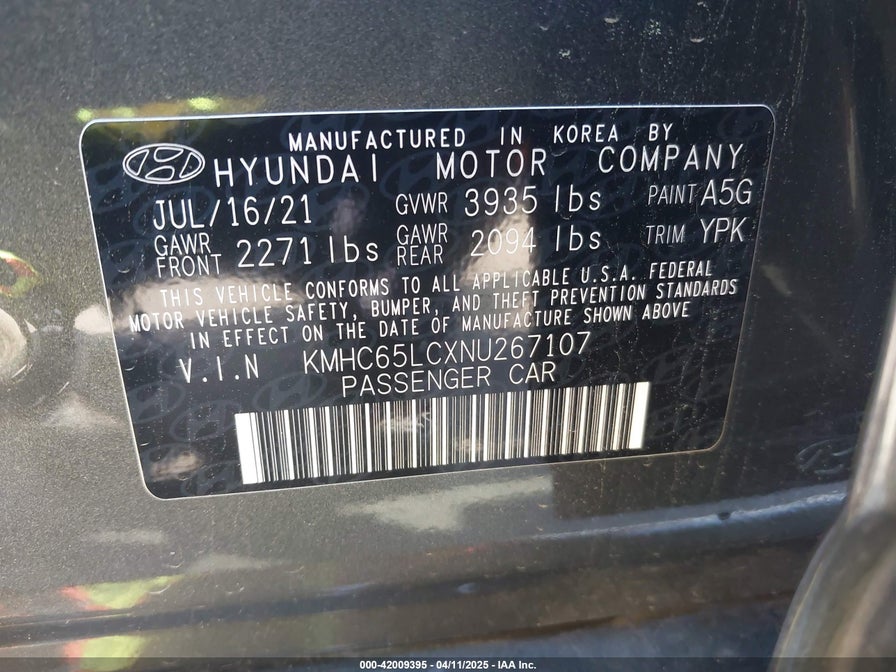 MANUFACTURED IN KOREA BY
HYUNDAI MOTOR COMPANY
JUL/16/21 GVWR 3935 lbs PAINT A5G
GAWR FRONT 2271 lbs GAWR REAR 2094 lbs TRIM YPK
THIS VEHICLE CONFORMS TO ALL APPLICABLE U.S.A. FEDERAL
MOTOR VEHICLE SAFETY, BUMPER, AND THEFT PREVENTION STANDARDS
IN EFFECT ON THE DATE OF MANUFACTURE SHOWN ABOVE
V.I.N KMHC65LCXNU267107
PASSENGER CAR
000-42009395 - 04/11/2025 - IAA Inc.